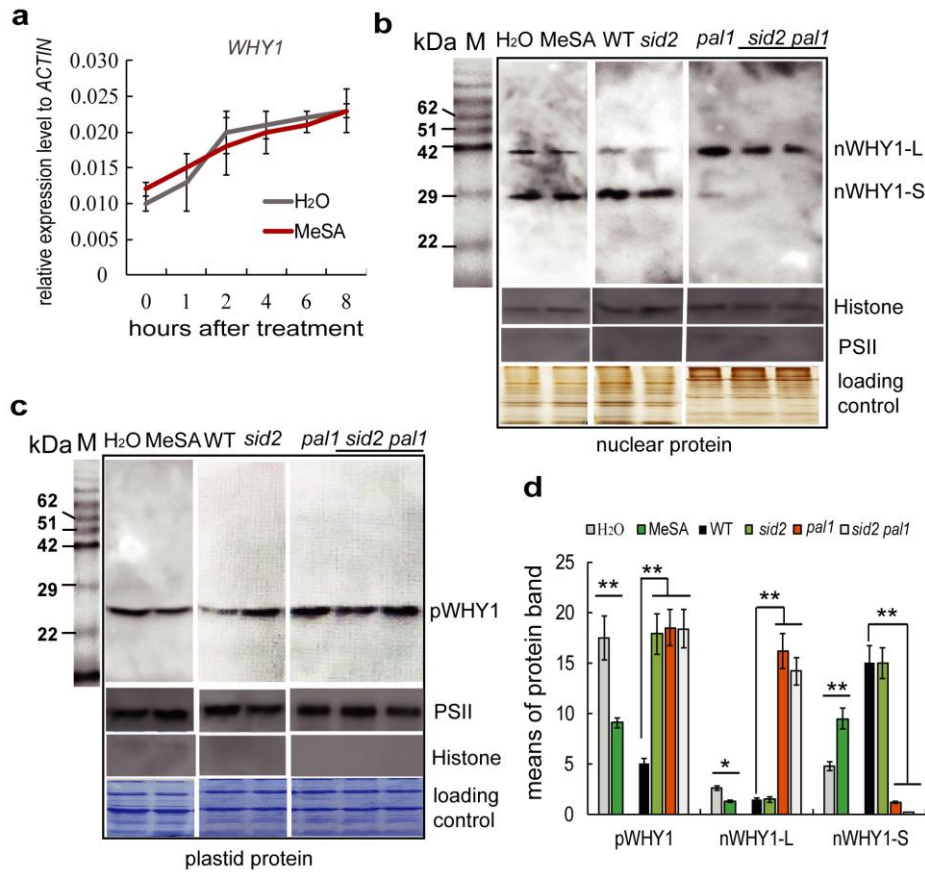 a
WHY1
relative expression level to ACTIN
0.030
0.025
0.020
0.015
0.010
0.005
0
H₂O
MeSA
0 1 2 4 6 8
hours after treatment
b
kDa M H₂O MeSA WT sid2 pal1 sid2 pal1
62
51
42
29
22
nWHY1-L
nWHY1-S
Histone
PSII
loading
control
nuclear protein
c
kDa M H₂O MeSA WT sid2 pal1 sid2 pal1
62
51
42
29
22
pWHY1
PSII
Histone
loading
control
plastid protein
d
H₂O MeSA WT sid2 pal1 sid2 pal1
means of protein band
25
20
15
10
5
0
** ** * ** ** **
pWHY1 nWHY1-L nWHY1-S